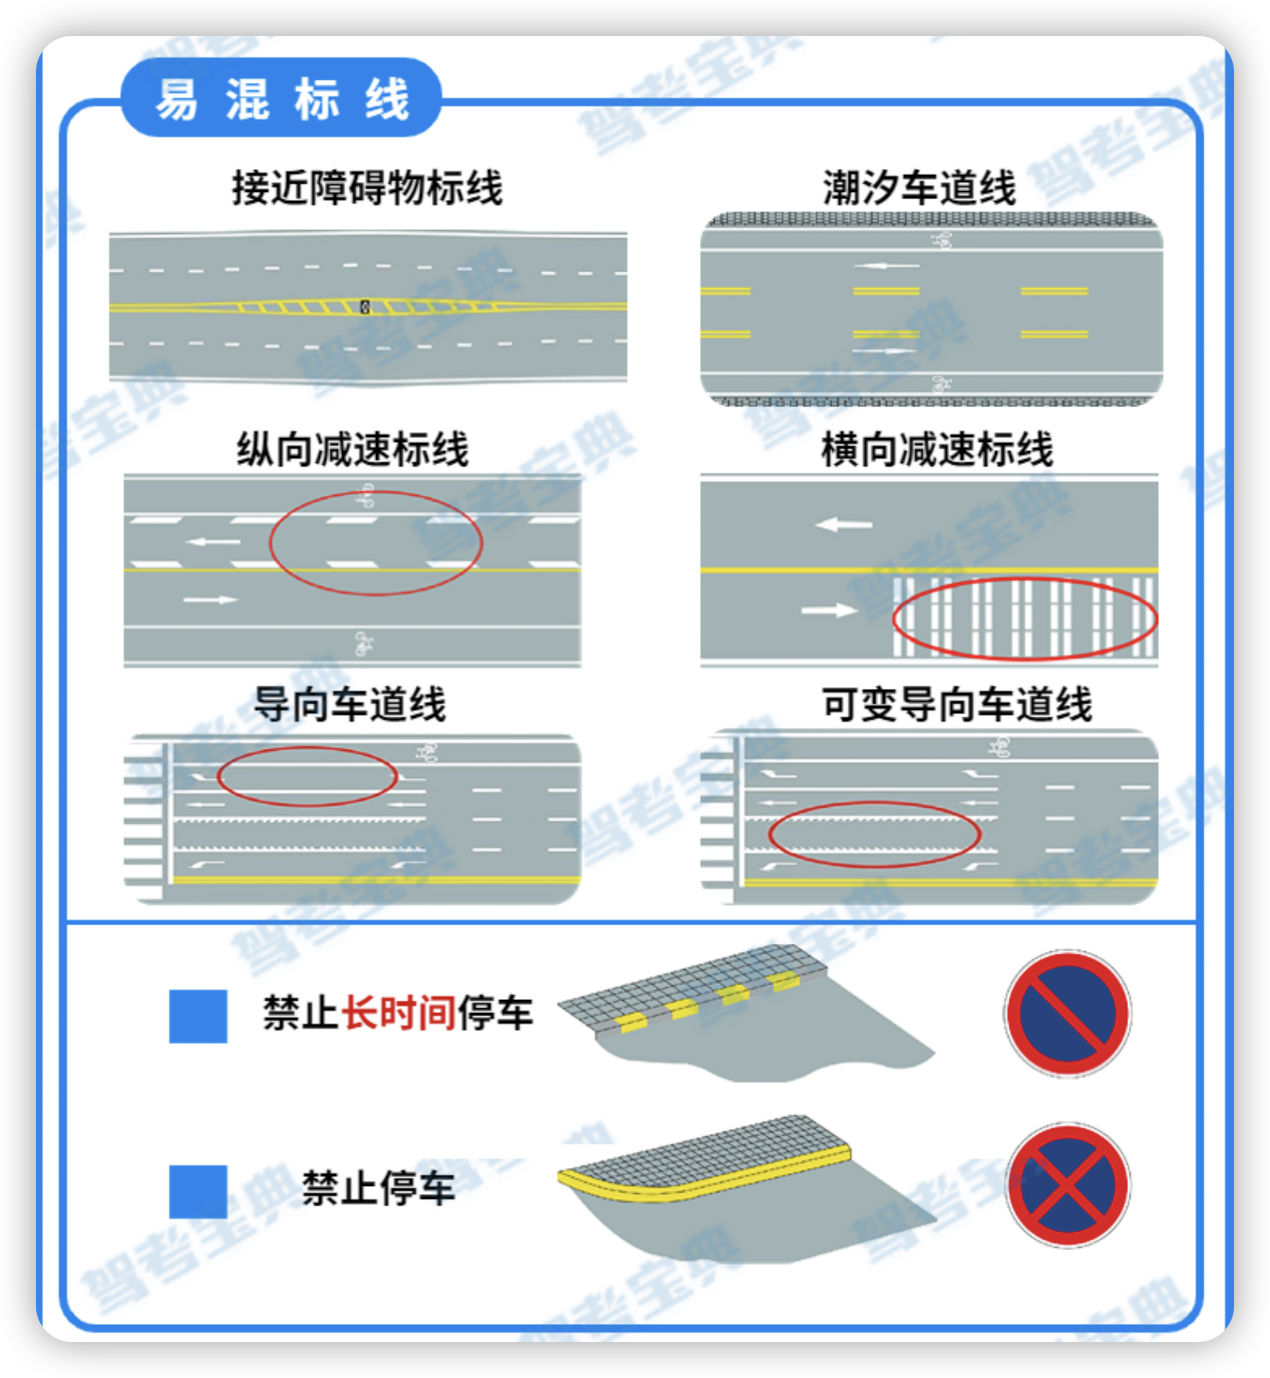 易混标线
接近障碍物标线
潮汐车道线
纵向减速标线
横向减速标线
导向车道线
可变导向车道线
禁止长时间停车
禁止停车
驾考宝典